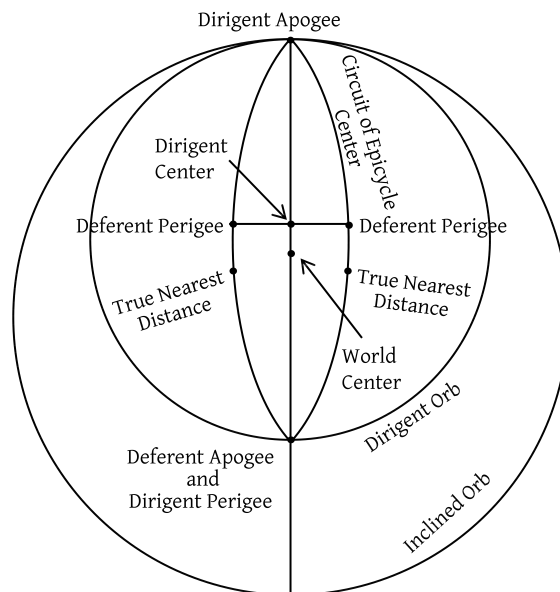 Dirigent Apogee
Circuit of Epicycle
Center
Dirigent
Center
Deferent Perigee
Deferent Perigee
True Nearest
Distance
True Nearest
Distance
World
Center
Dirigent Orb
Deferent Apogee
and
Dirigent Perigee
Inclined Orb